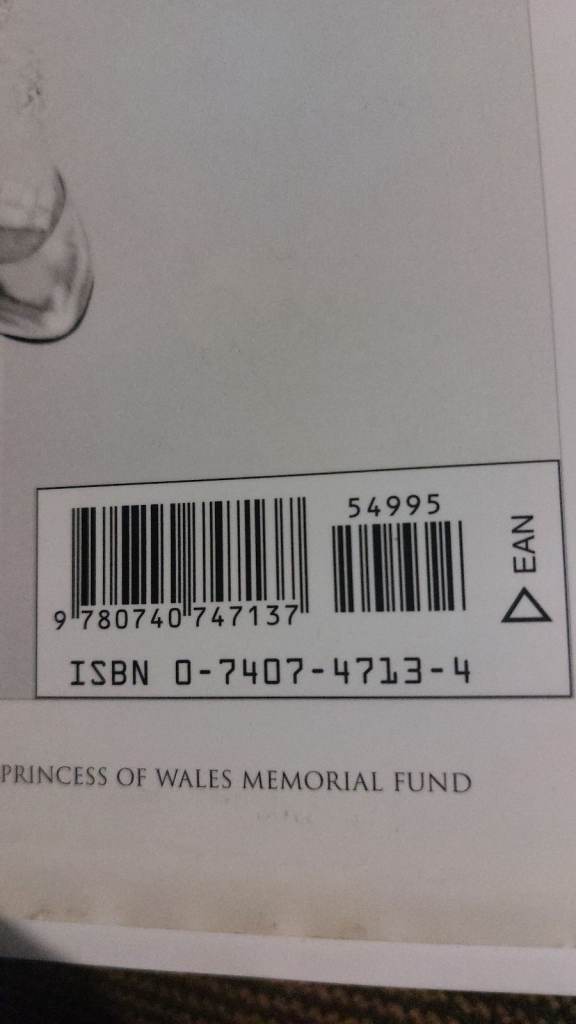 54995
EAN
9 780740 747137
ISBN 0-7407-4713-4
PRINCESS OF WALES MEMORIAL FUND